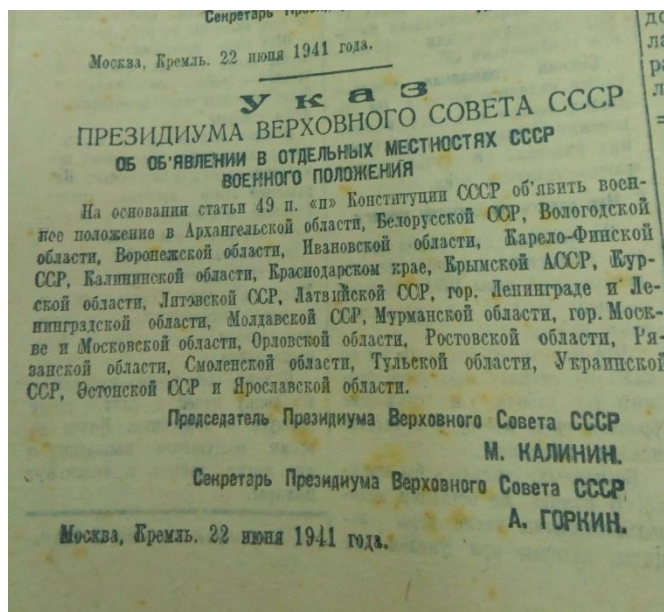 Секретарь
Москва, Кремль. 22 июня 1941 года.
Указ
ПРЕЗИДИУМА ВЕРХОВНОГО СОВЕТА СССР
ОБ ОБ'ЯВЛЕНИИ В ОТДЕЛЬНЫХ МЕСТНОСТЯХ СССР
ВОЕННОГО ПОЛОЖЕНИЯ
На основании статьи 49 п. «п» Конституции СССР об'явить воен-
ное положение в Архангельской области, Белорусской ССР, Вологодской
области, Воронежской области, Ивановской области, Карело-Финской
ССР, Калининской области, Краснодарском крае, Крымской АССР, Кур-
ской области, Литовской ССР, Латвийской ССР, гор. Ленинграде и Ле-
нинградской области, Молдавской ССР, Мурманской области, гор. Моск-
ве и Московской области, Орловской области, Ростовской области, Ря-
занской области, Смоленской области, Тульской области, Украинской
ССР, Эстонской ССР и Ярославской области.
Председатель Президиума Верховного Совета СССР
М. КАЛИНИН.
Секретарь Президиума Верховного Совета СССР
А. ГОРКИН.
Москва, Кремль. 22 июня 1941 года.